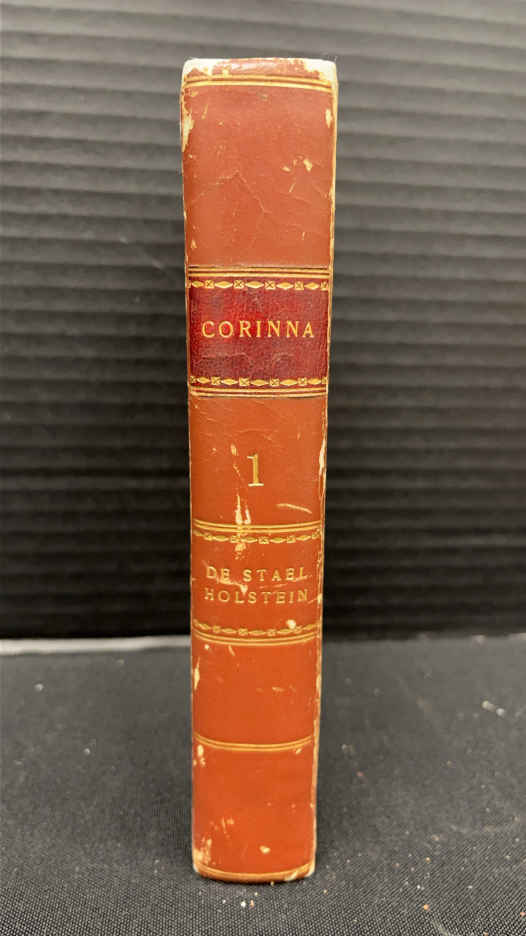 CORINNA
1
DE STAEL
HOLSTEIN